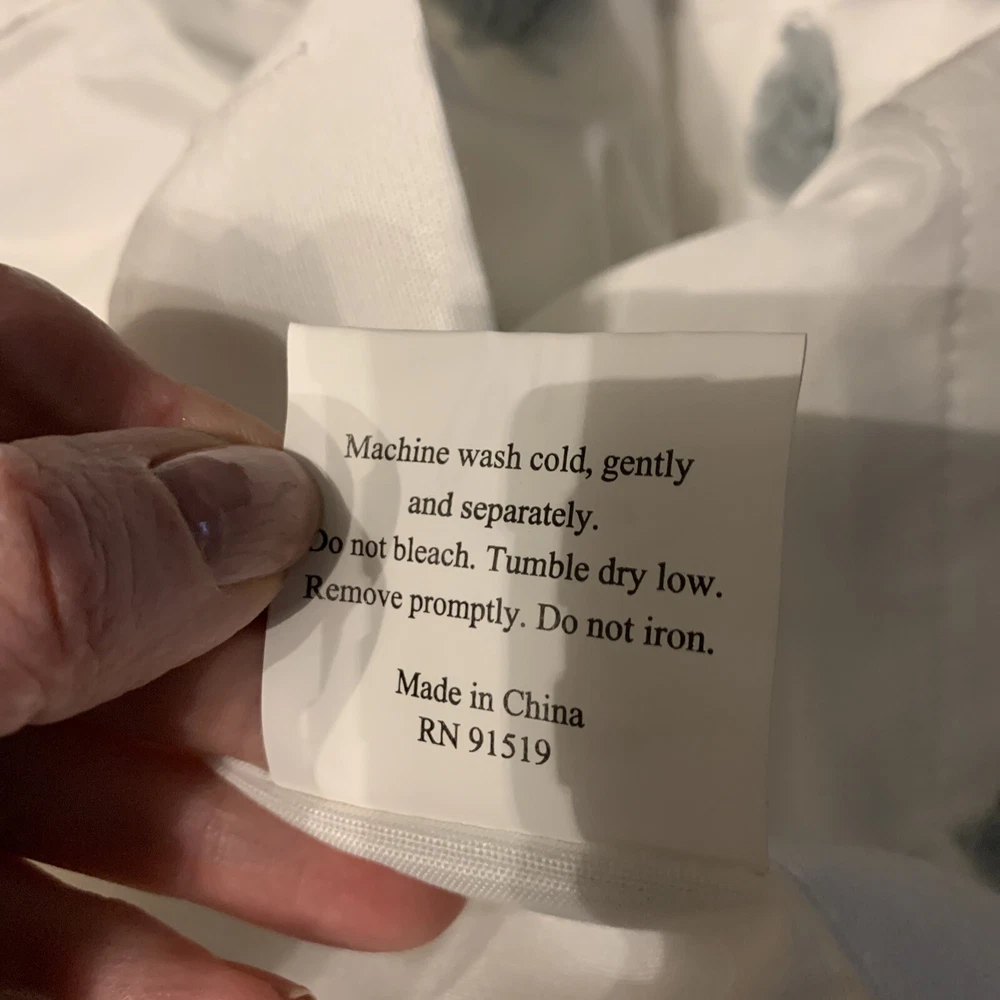 Machine wash cold, gently
and separately.
Do not bleach. Tumble dry low.
Remove promptly. Do not iron.
Made in China
RN 91519